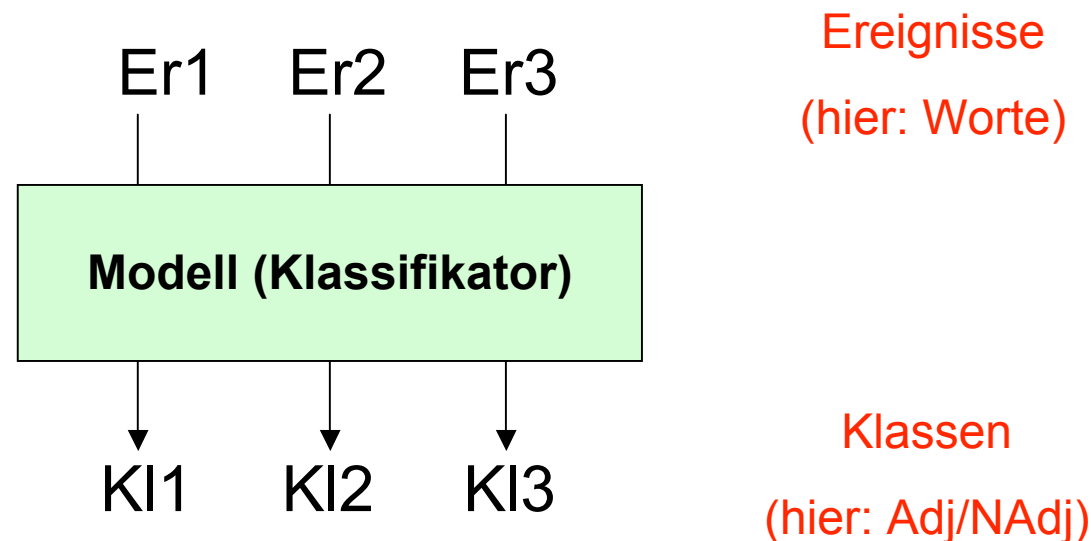 Ereignisse
Er1 Er2 Er3
(hier: Worte)
Modell (Klassifikator)
Klassen
Kl1 Kl2 Kl3
(hier: Adj/NAdj)